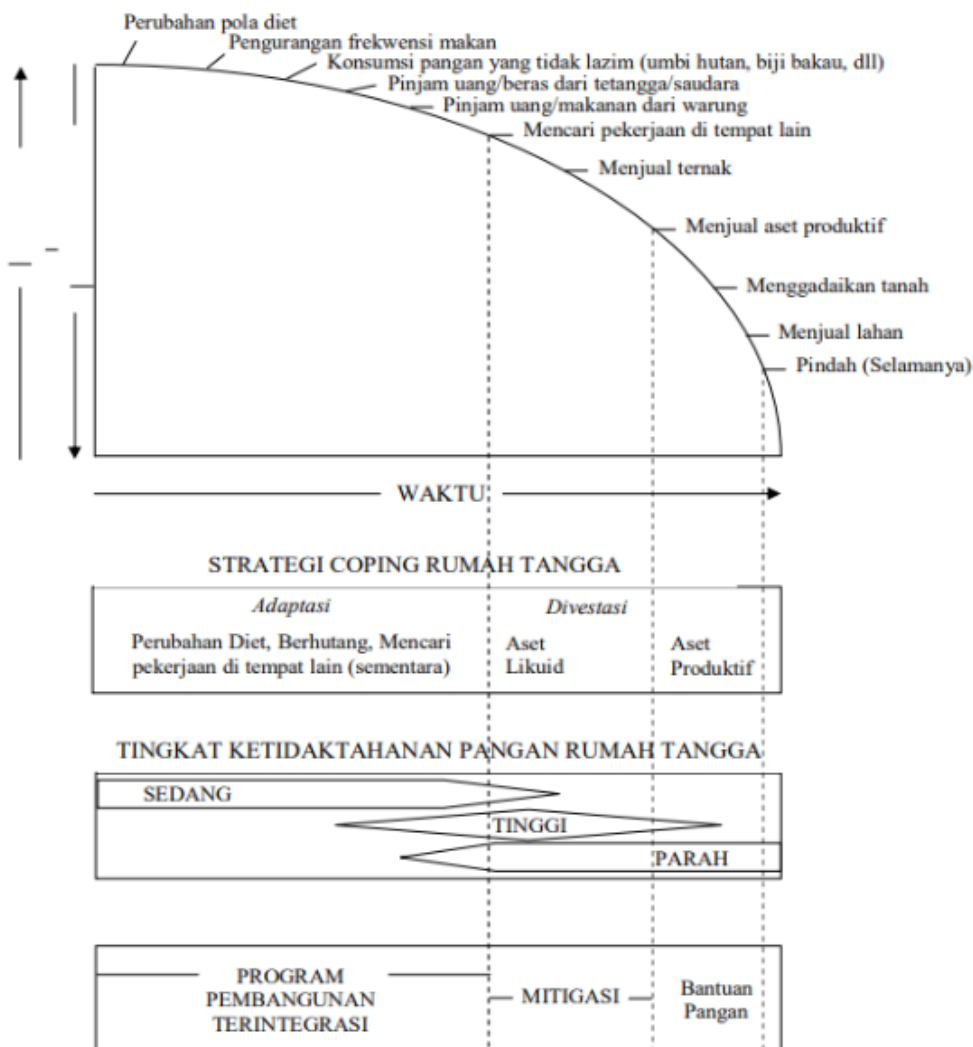 Perubahan pola diet
Pengurangan frekwensi makan
Konsumsi pangan yang tidak lazim (umbi hutan, biji bakau, dll)
Pinjam uang/beras dari tetangga/saudara
Pinjam uang/makanan dari warung
Mencari pekerjaan di tempat lain
Menjual ternak
Menjual aset produktif
Menggadaikan tanah
Menjual lahan
Pindah (Selamanya)
WAKTU
STRATEGI COPING RUMAH TANGGA
Adaptasi
Perubahan Diet, Berhutang, Mencari
pekerjaan di tempat lain (sementara)
Divestasi
Aset
Likuid
Aset
Produktif
TINGKAT KETIDAKTAHANAN PANGAN RUMAH TANGGA
SEDANG
TINGGI
PARAH
PROGRAM
PEMBANGUNAN
TERINTEGRASI
MITIGASI
Bantuan
Pangan